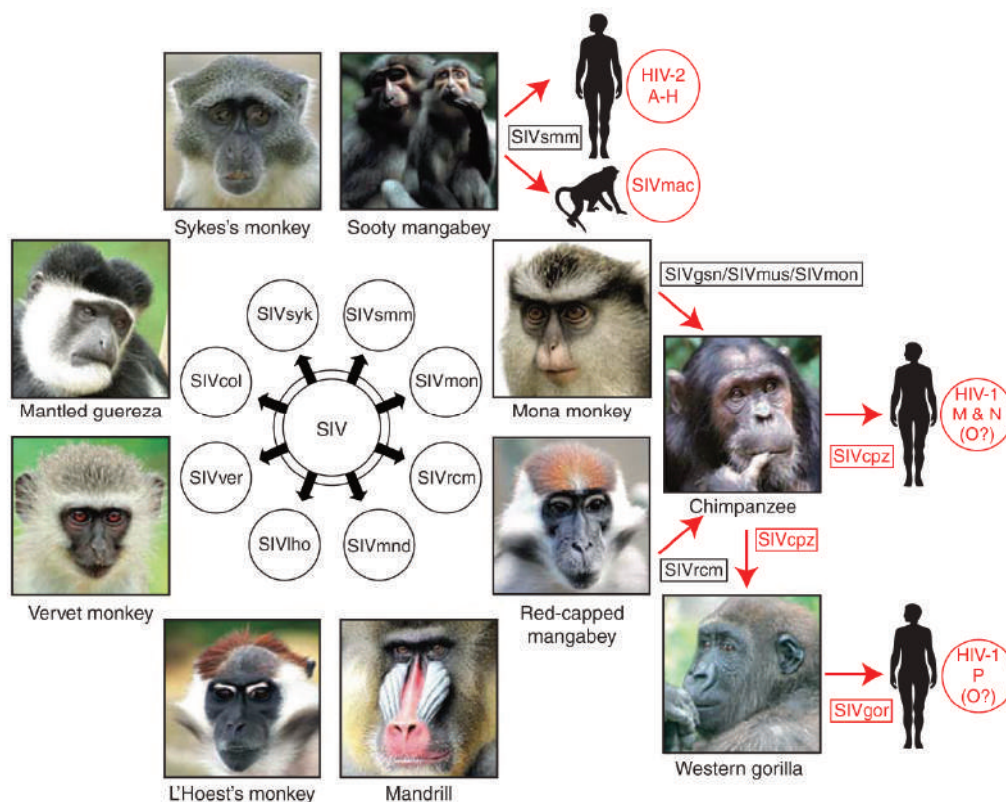 HIV-2
A-H
SIVsmm
SIVmac
Sykes's monkey
Sooty mangabey
SIVgsn/SIVmus/SIVmon
SIVsyk
SIVsmm
SIVcol
SIVmon
Mantled guereza
Mona monkey
SIV
HIV-1
M & N
(O?)
SIVcpz
SIVver
SIVrcm
Chimpanzee
SIVlho
SIVmnd
SIVcpz
SIVrcm
Vervet monkey
Red-capped
mangabey
HIV-1
P
(O?)
SIVgor
Western gorilla
L'Hoest's monkey
Mandrill